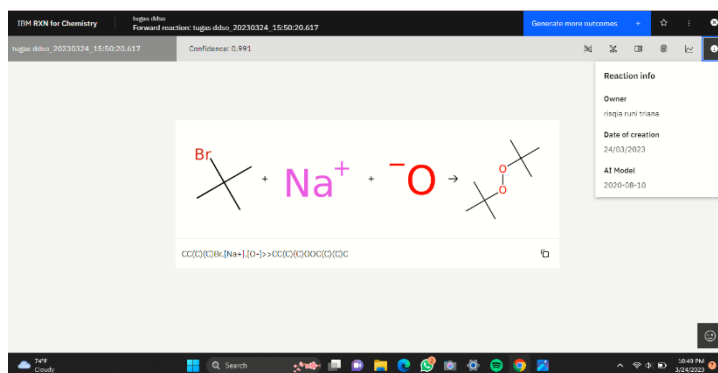 IBM RXN for Chemistry
tugas ddso
Forward reaction: tugas ddso_20230324_15:50:20.617
Generate more outcomes +
tugas ddso_20230324_15:50:20.617
Confidence: 0.991
Reaction info
Owner
risqia runi triana
Date of creation
24/03/2023
AI Model
2020-08-10
Br + Na+ + −O → O O
CC(C)(C)Br.[Na+].[O-]>>CC(C)(C)OOC(C)(C)C
74°F
Cloudy
Search
10:49 PM
3/24/2023